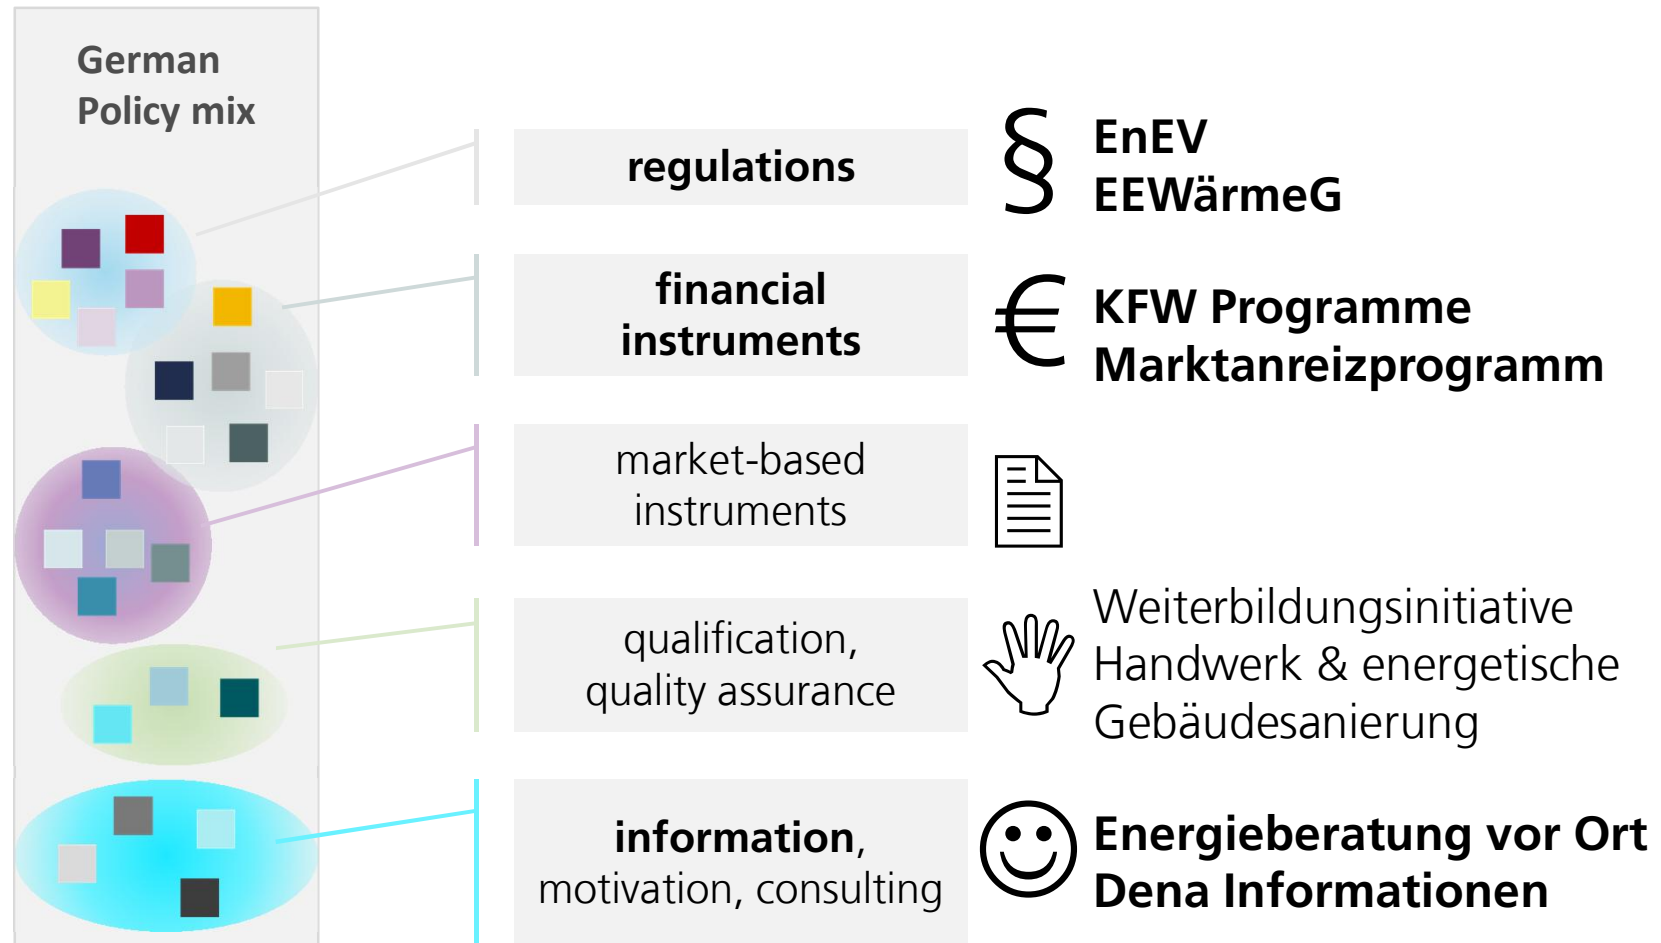 German
Policy mix
regulations
§
EnEV
EEWärmeG
financial
instruments
€
KFW Programme
Marktanreizprogramm
market-based
instruments
qualification,
quality assurance
Weiterbildungsinitiative
Handwerk & energetische
Gebäudesanierung
information,
motivation, consulting
Energieberatung vor Ort
Dena Informationen